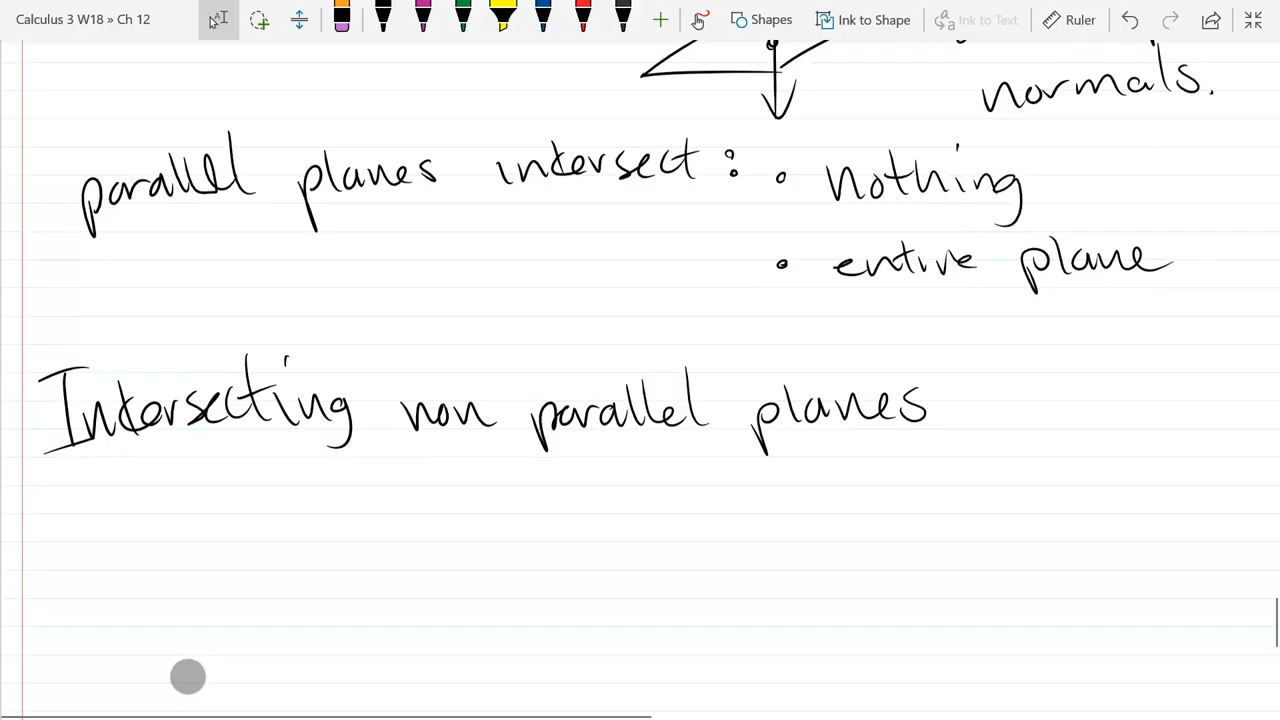 Calculus 3 W18 » Ch 12 Shapes Ink to Shape Ink to Text Ruler
normals.
parallel planes intersect: • nothing
• entire plane
Intersecting non parallel planes